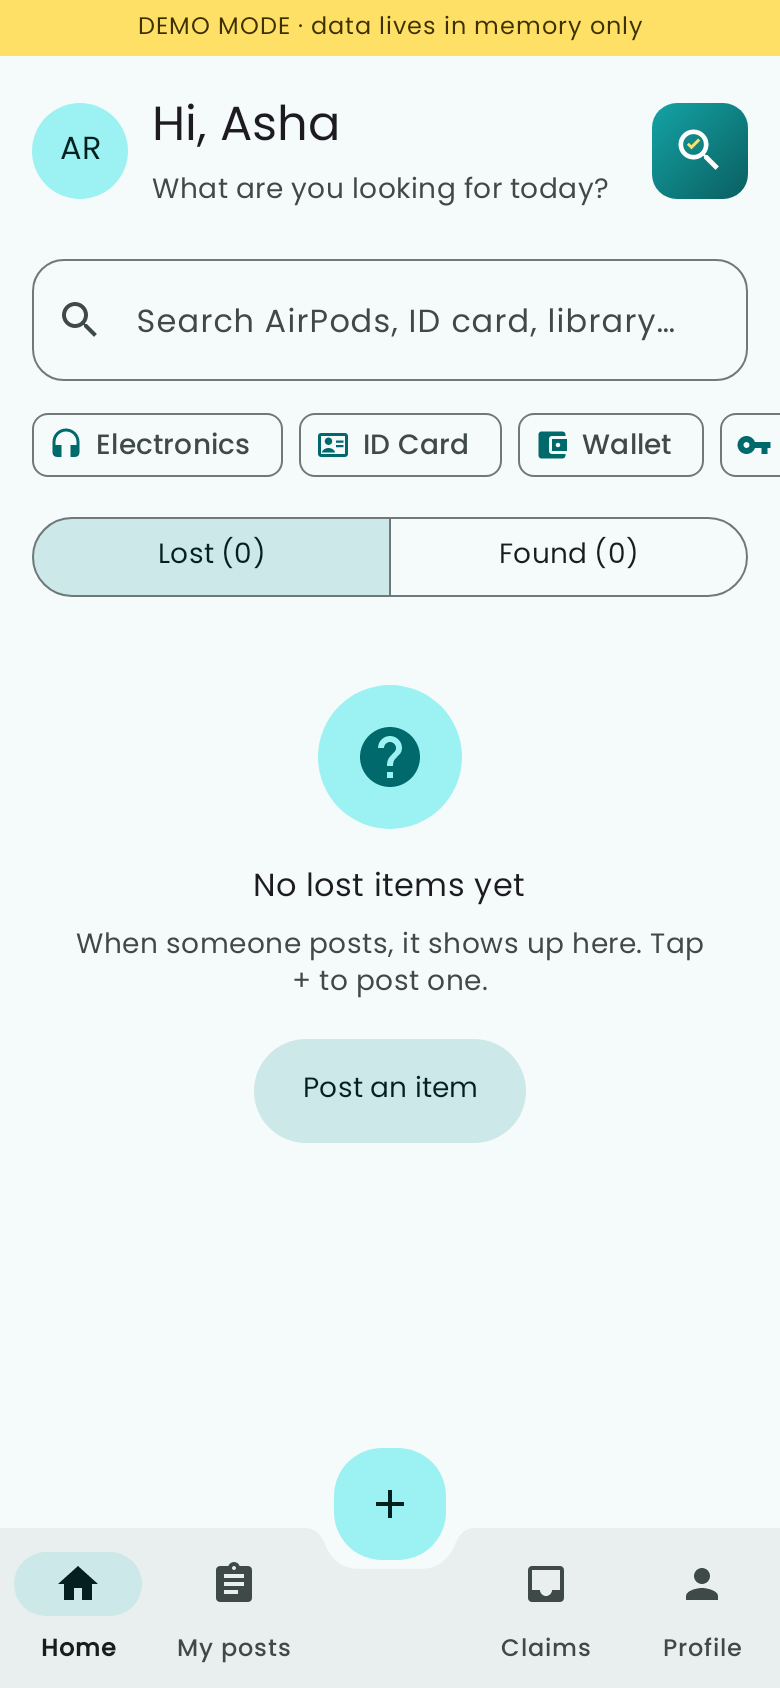 DEMO MODE · data lives in memory only
AR
Hi, Asha
What are you looking for today?
Search AirPods, ID card, library…
Electronics
ID Card
Wallet
Lost (0)
Found (0)
No lost items yet
When someone posts, it shows up here. Tap
+ to post one.
Post an item
Home
My posts
Claims
Profile